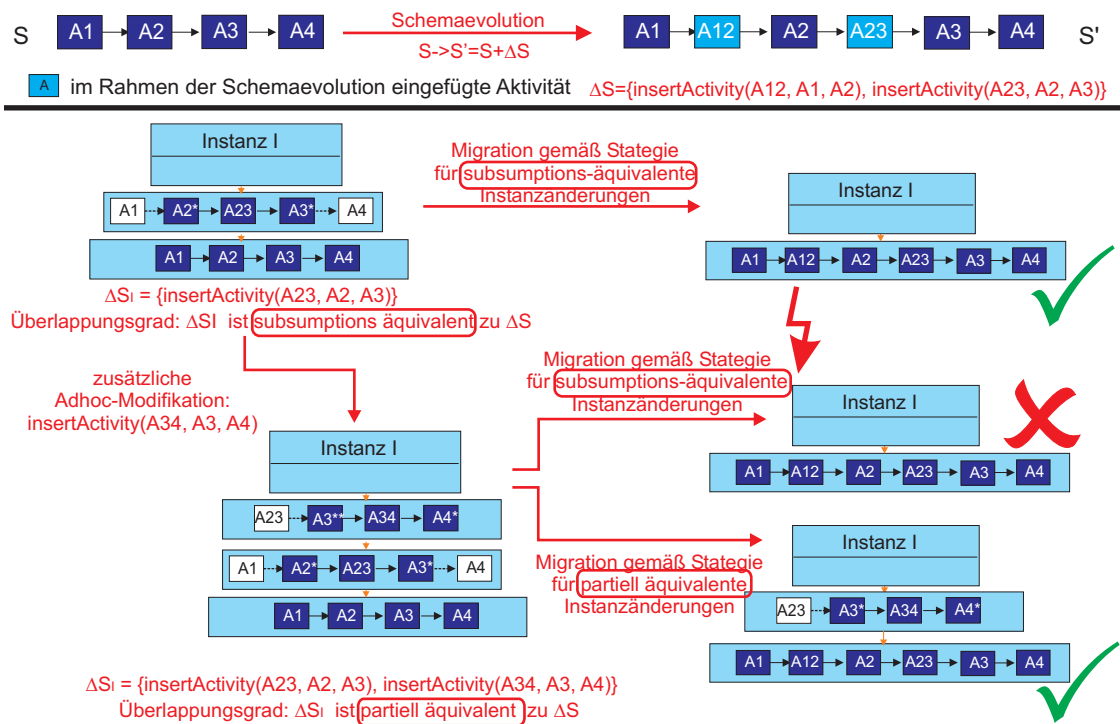 S A1 A2 A3 A4 Schemaevolution A1 A12 A2 A23 A3 A4 S'
S->S'=S+ΔS
A im Rahmen der Schemaevolution eingefügte Aktivität ΔS={insertActivity(A12, A1, A2), insertActivity(A23, A2, A3)}
Instanz I
A1 A2* A23 A3* A4
A1 A2 A3 A4
ΔSI = {insertActivity(A23, A2, A3)}
Überlappungsgrad: ΔSI ist subsumptions äquivalent zu ΔS
Migration gemäß Stategie
für subsumptions-äquivalente
Instanzänderungen
Instanz I
A1 A12 A2 A23 A3 A4
zusätzliche
Adhoc-Modifikation:
insertActivity(A34, A3, A4)
Instanz I
A23 A3** A34 A4*
A1 A2* A23 A3* A4
A1 A2 A3 A4
ΔSI = {insertActivity(A23, A2, A3), insertActivity(A34, A3, A4)}
Überlappungsgrad: ΔSI ist partiell äquivalent zu ΔS
Migration gemäß Stategie
für subsumptions-äquivalente
Instanzänderungen
Instanz I
A1 A12 A2 A23 A3 A4
Migration gemäß Stategie
für partiell äquivalente
Instanzänderungen
Instanz I
A23 A3* A34 A4*
A1 A12 A2 A23 A3 A4